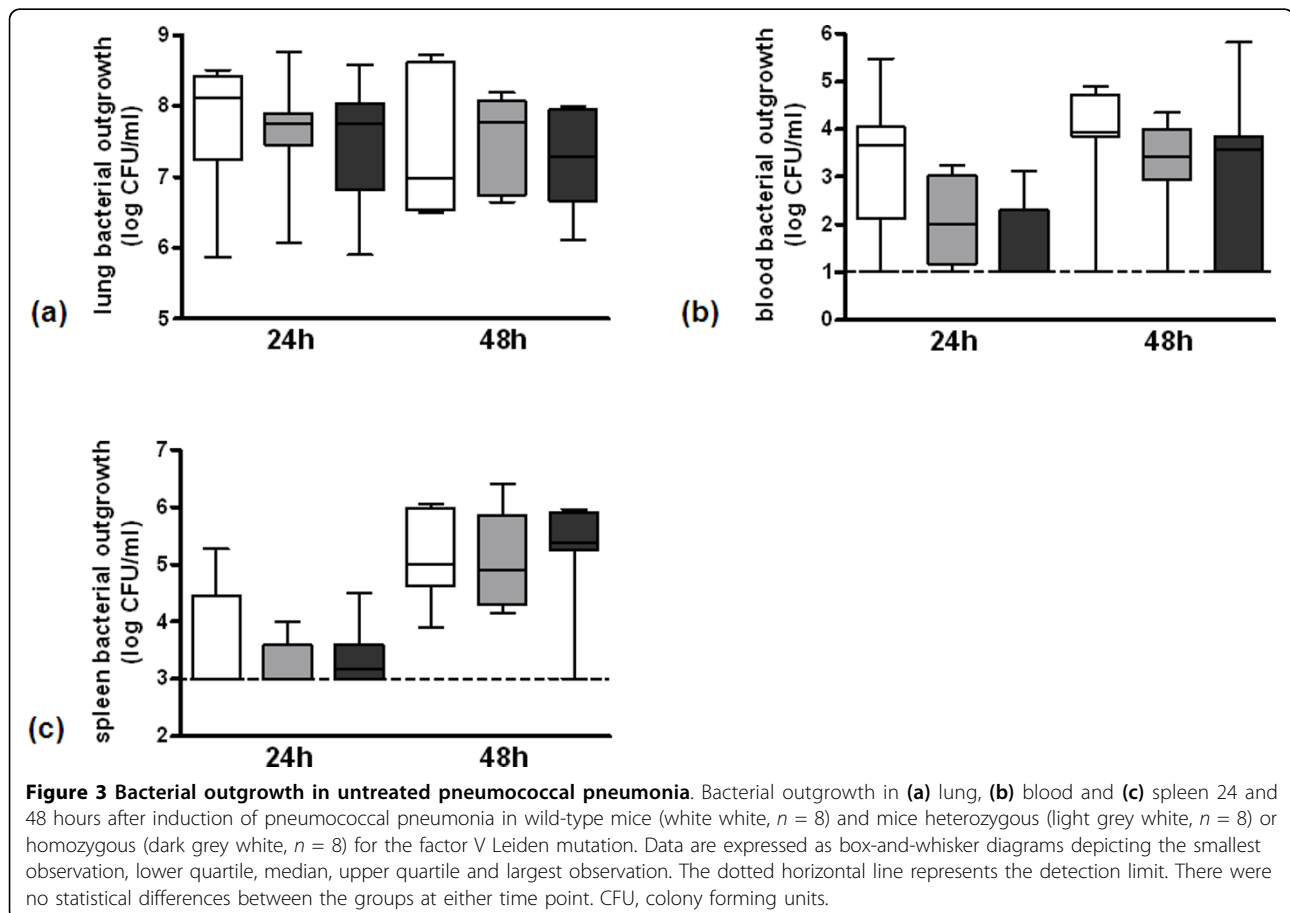 9
8
7
6
5
lung bacterial outgrowth
(log CFU/ml)
(a)
24h
48h
6
5
4
3
2
1
0
blood bacterial outgrowth
(log CFU/ml)
(b)
24h
48h
7
6
5
4
3
2
spleen bacterial outgrowth
(log CFU/ml)
(c)
24h
48h
Figure 3 Bacterial outgrowth in untreated pneumococcal pneumonia. Bacterial outgrowth in (a) lung, (b) blood and (c) spleen 24 and
48 hours after induction of pneumococcal pneumonia in wild-type mice (white white, n = 8) and mice heterozygous (light grey white, n = 8) or
homozygous (dark grey white, n = 8) for the factor V Leiden mutation. Data are expressed as box-and-whisker diagrams depicting the smallest
observation, lower quartile, median, upper quartile and largest observation. The dotted horizontal line represents the detection limit. There were
no statistical differences between the groups at either time point. CFU, colony forming units.